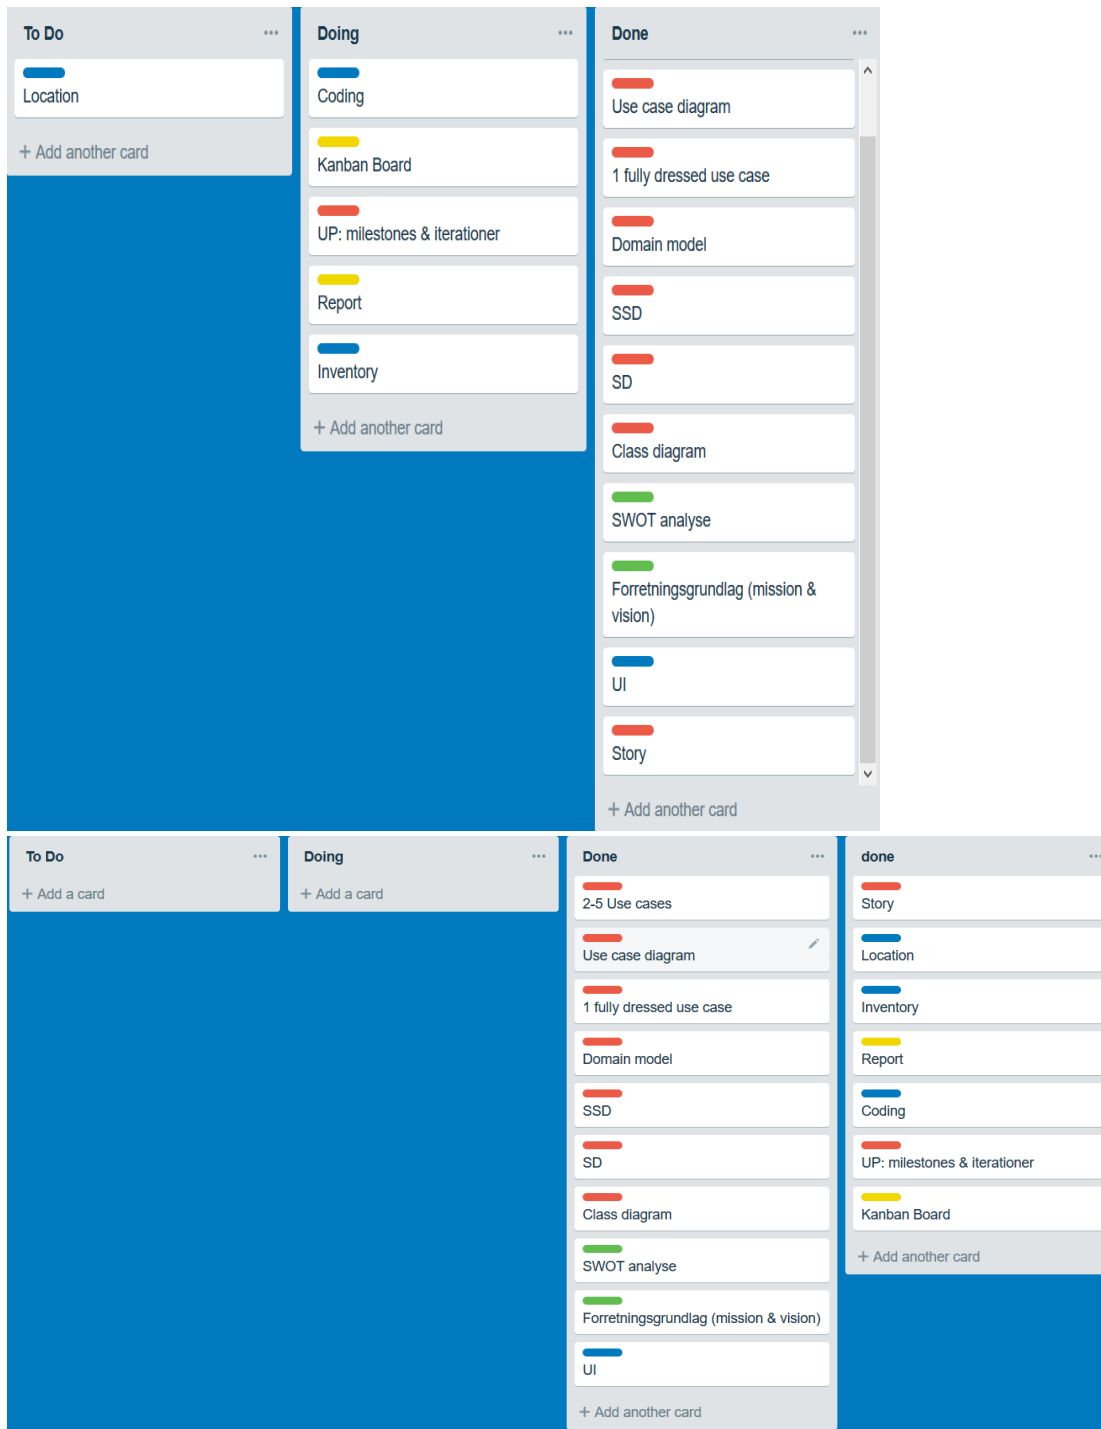 To Do
Location
+ Add another card
Doing
Coding
Kanban Board
UP: milestones & iterationer
Report
Inventory
+ Add another card
Done
Use case diagram
1 fully dressed use case
Domain model
SSD
SD
Class diagram
SWOT analyse
Forretningsgrundlag (mission &
vision)
UI
Story
+ Add another card
To Do
+ Add a card
Doing
+ Add a card
Done
2-5 Use cases
Use case diagram
1 fully dressed use case
Domain model
SSD
SD
Class diagram
SWOT analyse
Forretningsgrundlag (mission & vision)
UI
+ Add another card
done
Story
Location
Inventory
Report
Coding
UP: milestones & iterationer
Kanban Board
+ Add another card